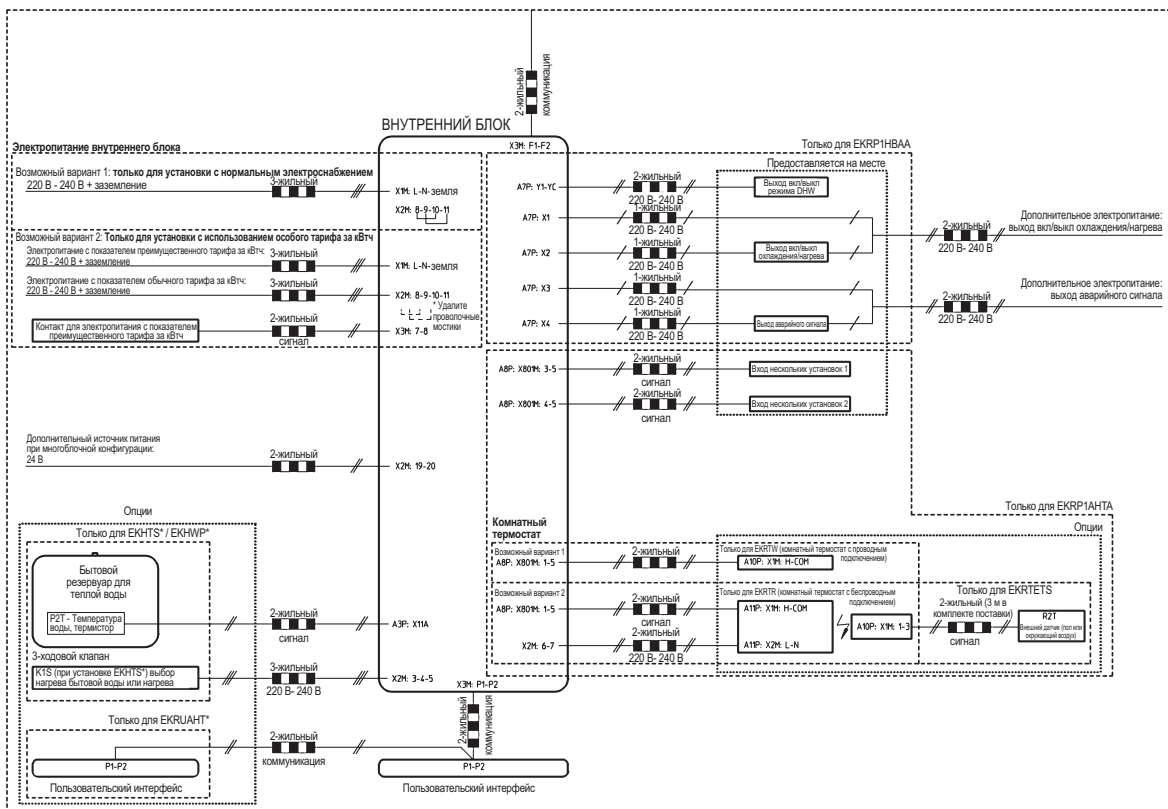 2-жильный
коммуникация
ВНУТРЕННИЙ БЛОК
X3M: F1-F2
Электропитание внутреннего блока
Возможный вариант 1: только для установки с нормальным электроснабжением
220 В - 240 В + заземление
3-жильный
X1M: L-N-земля
X2M: 8-9-10-11
Возможный вариант 2: Только для установки с использованием особого тарифа за кВтч
Электропитание с показателем преимущественного тарифа за кВтч:
220 В - 240 В + заземление
3-жильный
X1M: L-N-земля
Электропитание с показателем обычного тарифа за кВтч:
220 В - 240 В + заземление
3-жильный
X2M: 8-9-10-11
* Удалите
проволочные
мостики
Контакт для электропитания с показателем
преимущественного тарифа за кВтч
2-жильный
сигнал
X3M: 7-8
Дополнительный источник питания
при многоблочной конфигурации:
24 В
2-жильный
X2M: 19-20
Опции
Только для EKHTS* / EKHWP*
Бытовой
резервуар для
теплой воды
P2T - Температура
воды, термистор
2-жильный
сигнал
A3P: X11A
3-ходовой клапан
K1S (при установке EKHTS*) выбор
нагрева бытовой воды или нагрева
3-жильный
220 В- 240 В
X2M: 3-4-5
Только для EKRUAHT*
2-жильный
коммуникация
P1-P2
Пользовательский интерфейс
X3M: P1-P2
2-жильный
коммуникация
P1-P2
Пользовательский интерфейс
Только для EKRP1HBAA
Предоставляется на месте
A7P: Y1-YC
2-жильный
220 В- 240 В
Выход вкл/выкл
режима DHW
A7P: X1
1-жильный
220 В- 240 В
A7P: X2
1-жильный
220 В- 240 В
Выход вкл/выкл
охлаждения/нагрева
2-жильный
220 В- 240 В
Дополнительное электропитание:
выход вкл/выкл охлаждения/нагрева
A7P: X3
1-жильный
220 В- 240 В
A7P: X4
1-жильный
220 В- 240 В
Выход аварийного сигнала
2-жильный
220 В- 240 В
Дополнительное электропитание:
выход аварийного сигнала
A8P: X801M: 3-5
2-жильный
сигнал
Вход нескольких установок 1
A8P: X801M: 4-5
2-жильный
сигнал
Вход нескольких установок 2
Только для EKRP1AHTA
Комнатный
термостат
Опции
Возможный вариант 1
A8P: X801M: 1-5
2-жильный
Только для EKRTW (комнатный термостат с проводным
подключением)
A10P: X1M: H-COM
Возможный вариант 2
A8P: X801M: 1-5
2-жильный
сигнал
X2M: 6-7
2-жильный
220 В- 240 В
Только для EKRTR (комнатный термостат с беспроводным
подключением)
A11P: X1M: H-COM
A11P: X2M: L-N
A10P: X1M: 1-3
Только для EKRTETS
2-жильный (3 м в
комплекте поставки)
сигнал
R2T
Внешний датчик (пол или
окружающий воздух)